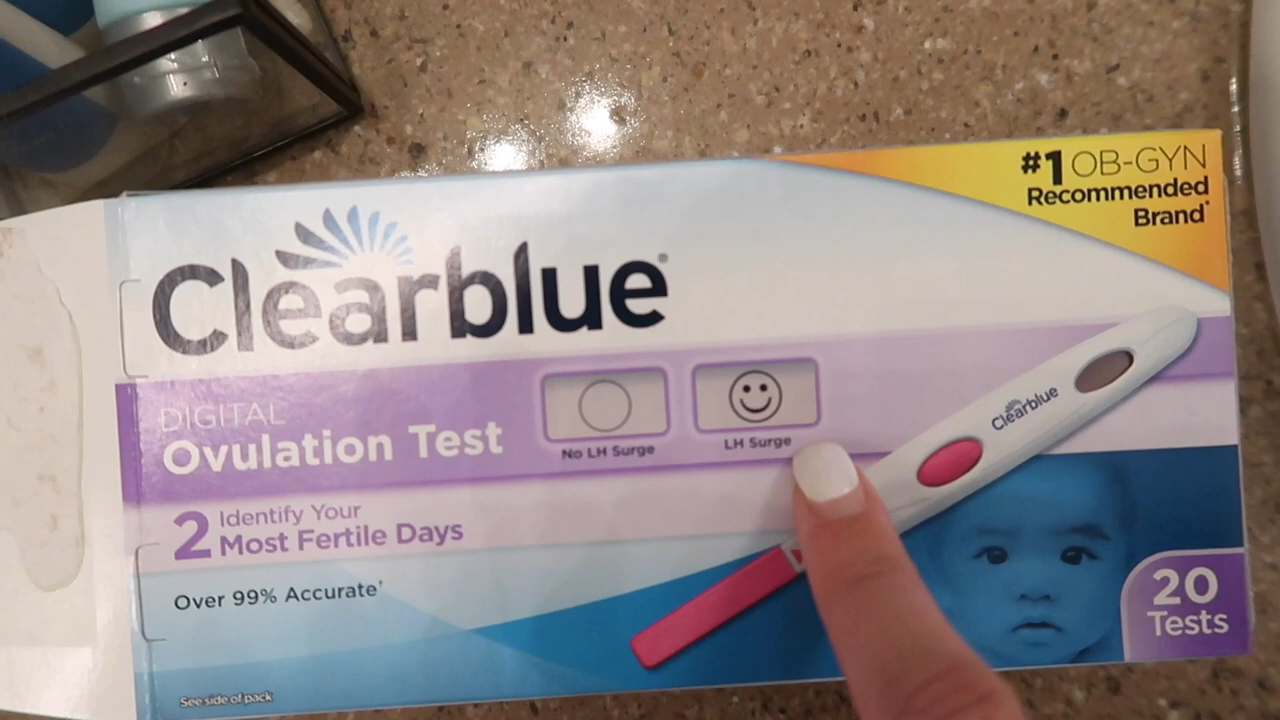 #1 OB-GYN
Recommended
Brand*
Clearblue®
DIGITAL
Ovulation Test
No LH Surge
LH Surge
Clearblue
2 Identify Your
Most Fertile Days
Over 99% Accurate†
20
Tests
See side of pack